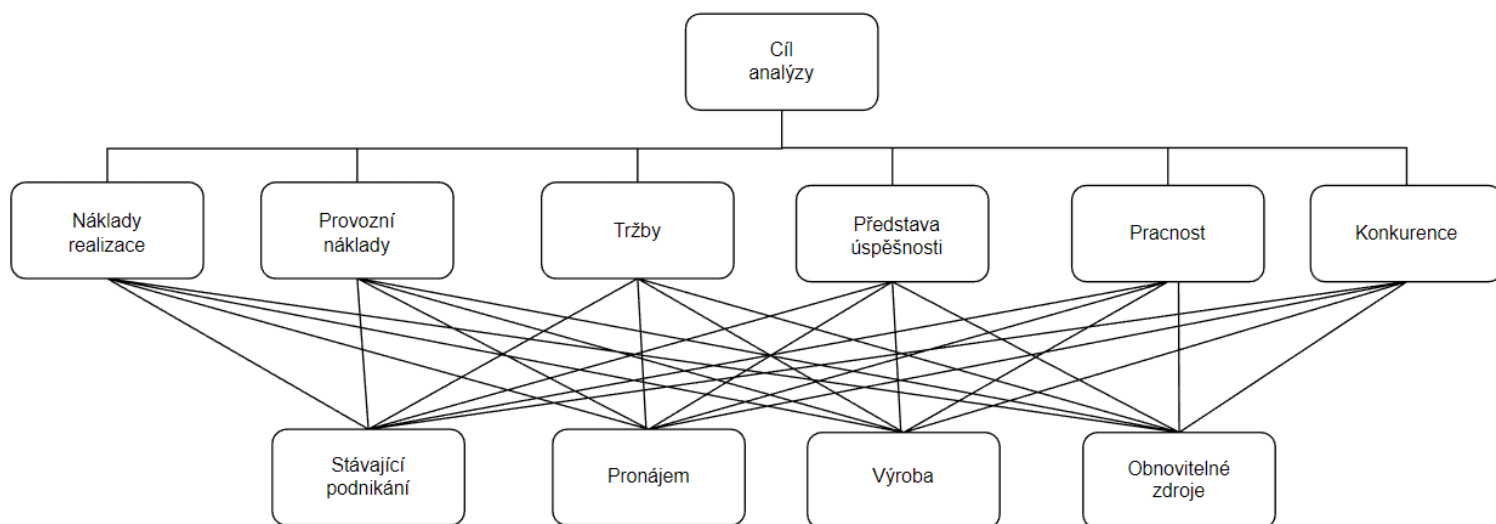 Cíl
analýzy
Náklady
realizace
Provozní
náklady
Tržby
Představa
úspěšnosti
Pracnost
Konkurence
Stávající
podnikání
Pronájem
Výroba
Obnovitelné
zdroje